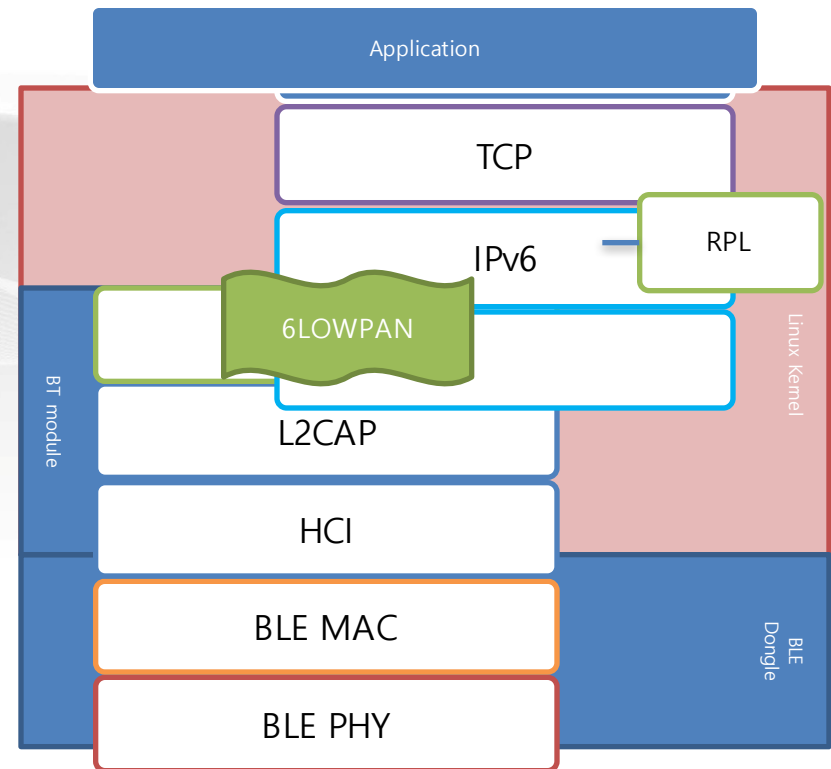 Application
TCP
IPv6
RPL
6LOWPAN
Linux Kernel
BT module
L2CAP
HCI
BLE MAC
BLE
Dongle
BLE PHY